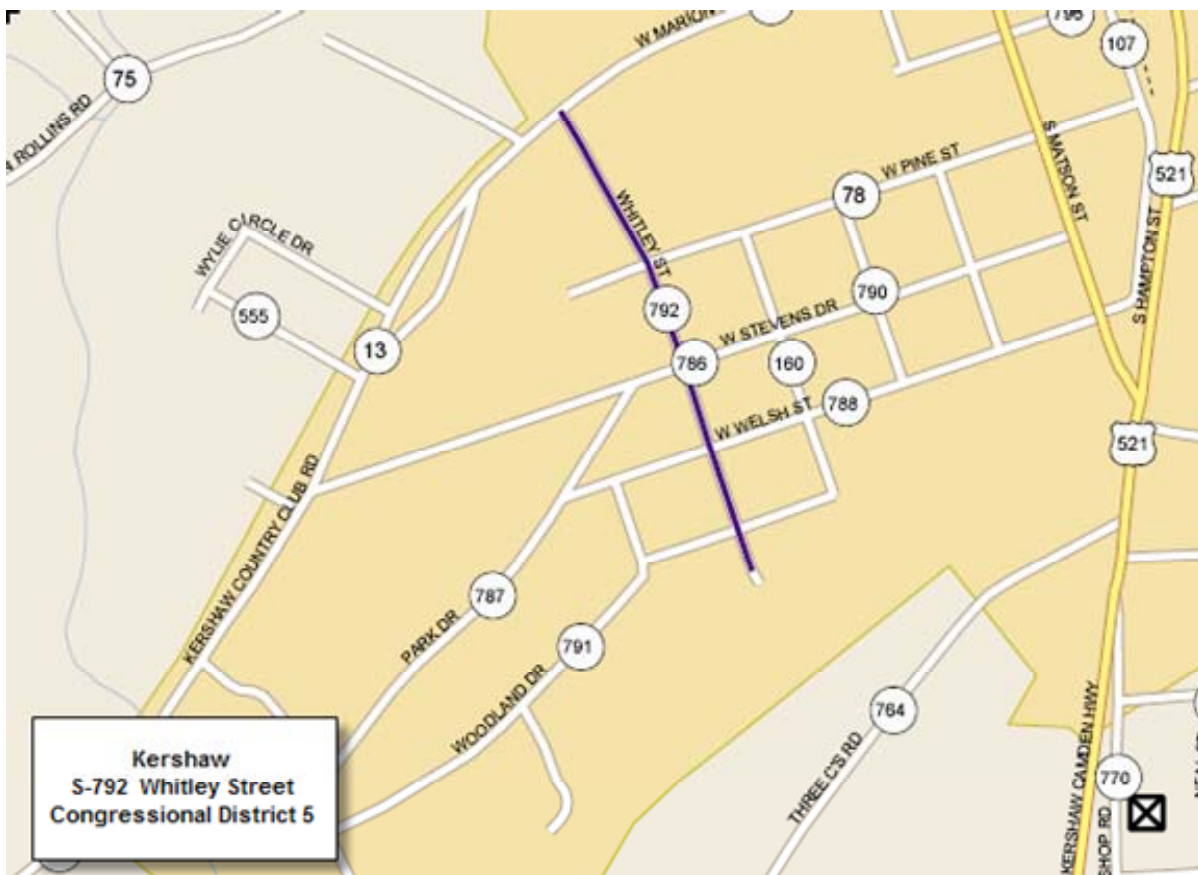 W MARION
796
107
75
N ROLLINS RD
W PINE ST
S MATSON ST
521
78
WHITLEY ST
WYLIE CIRCLE DR
S HAMPTON ST
792
790
555
W STEVENS DR
13
786
160
788
W WELSH ST
521
KERSHAW COUNTRY CLUB RD
787
PARK DR
791
WOODLAND DR
764
THREE C'S RD
KERSHAW CAMDEN HWY
770
SHOP RD
Kershaw
S-792 Whitley Street
Congressional District 5